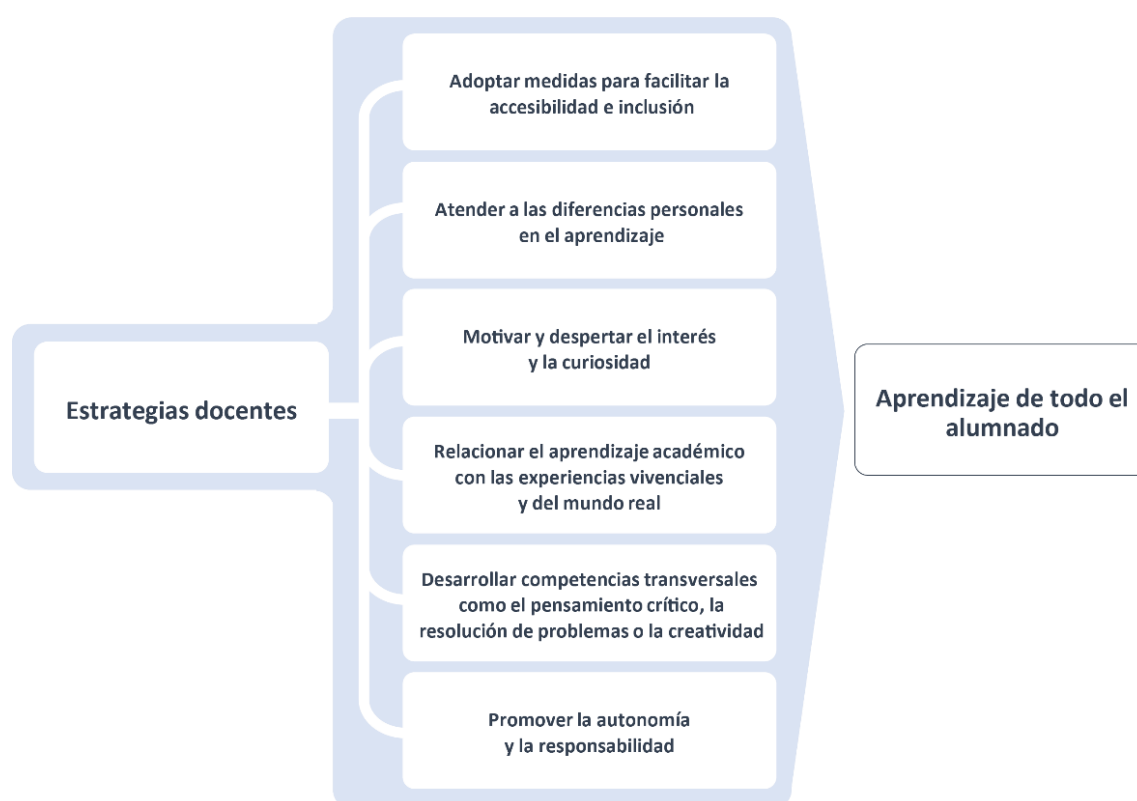 Adoptar medidas para facilitar la
accesibilidad e inclusión
Atender a las diferencias personales
en el aprendizaje
Motivar y despertar el interés
y la curiosidad
Estrategias docentes
Relacionar el aprendizaje académico
con las experiencias vivenciales
y del mundo real
Desarrollar competencias transversales
como el pensamiento crítico, la
resolución de problemas o la creatividad
Promover la autonomía
y la responsabilidad
Aprendizaje de todo el
alumnado